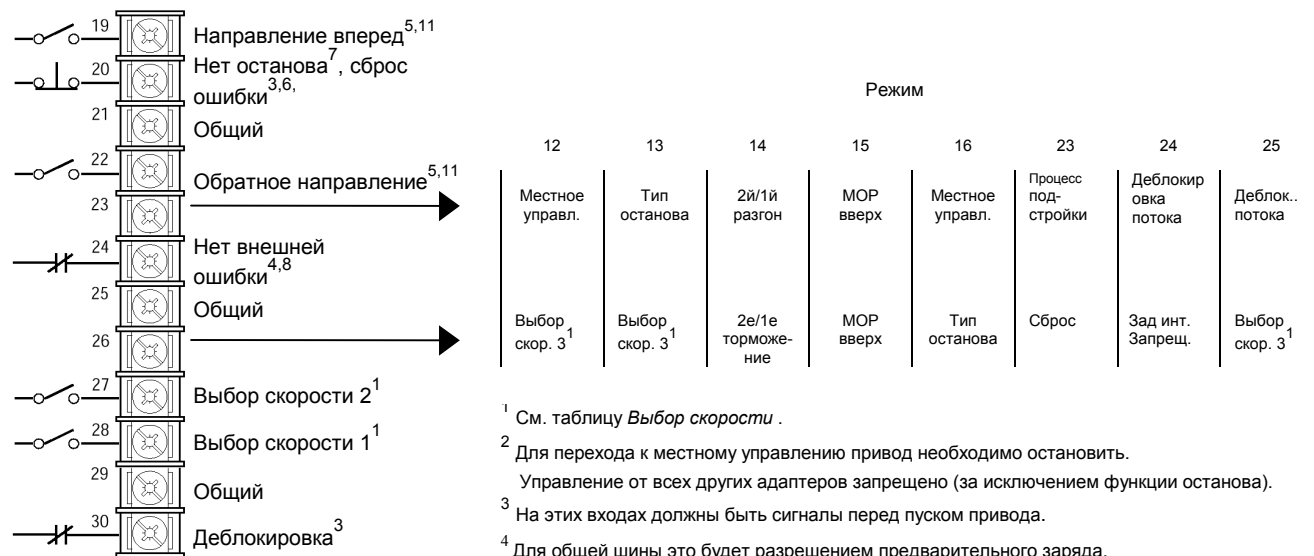 19 Направление вперед5,11
20 Нет останова7, сброс
ошибки3,6,
21 Общий
22 Обратное направление5,11
23
24 Нет внешней
ошибки4,8
25 Общий
26
27 Выбор скорости 21
28 Выбор скорости 11
29 Общий
30 Деблокировка3
Режим
12 13 14 15 16 23 24 25
Местное управл.
Тип останова
2й/1й разгон
МОР вверх
Местное управл.
Процесс под- стройки
Деблокир овка потока
Деблок.. потока
Выбор скор. 31
Выбор скор. 31
2е/1е торможе- ние
МОР вверх
Тип останова
Сброс
Зад инт. Запрещ.
Выбор скор. 31
1 См. таблицу Выбор скорости .
2 Для перехода к местному управлению привод необходимо остановить.
Управление от всех других адаптеров запрещено (за исключением функции останова).
3 На этих входах должны быть сигналы перед пуском привода.
4 Для общей шины это будет разрешением предварительного заряда.